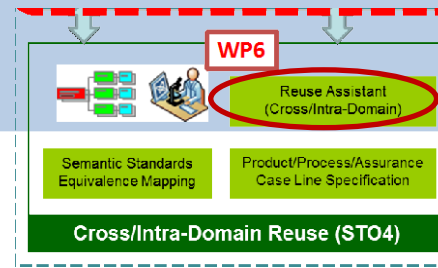 WP6
Reuse Assistant
(Cross/Intra-Domain)
Semantic Standards
Equivalence Mapping
Product/Process/Assurance
Case Line Specification
Cross/Intra-Domain Reuse (STO4)